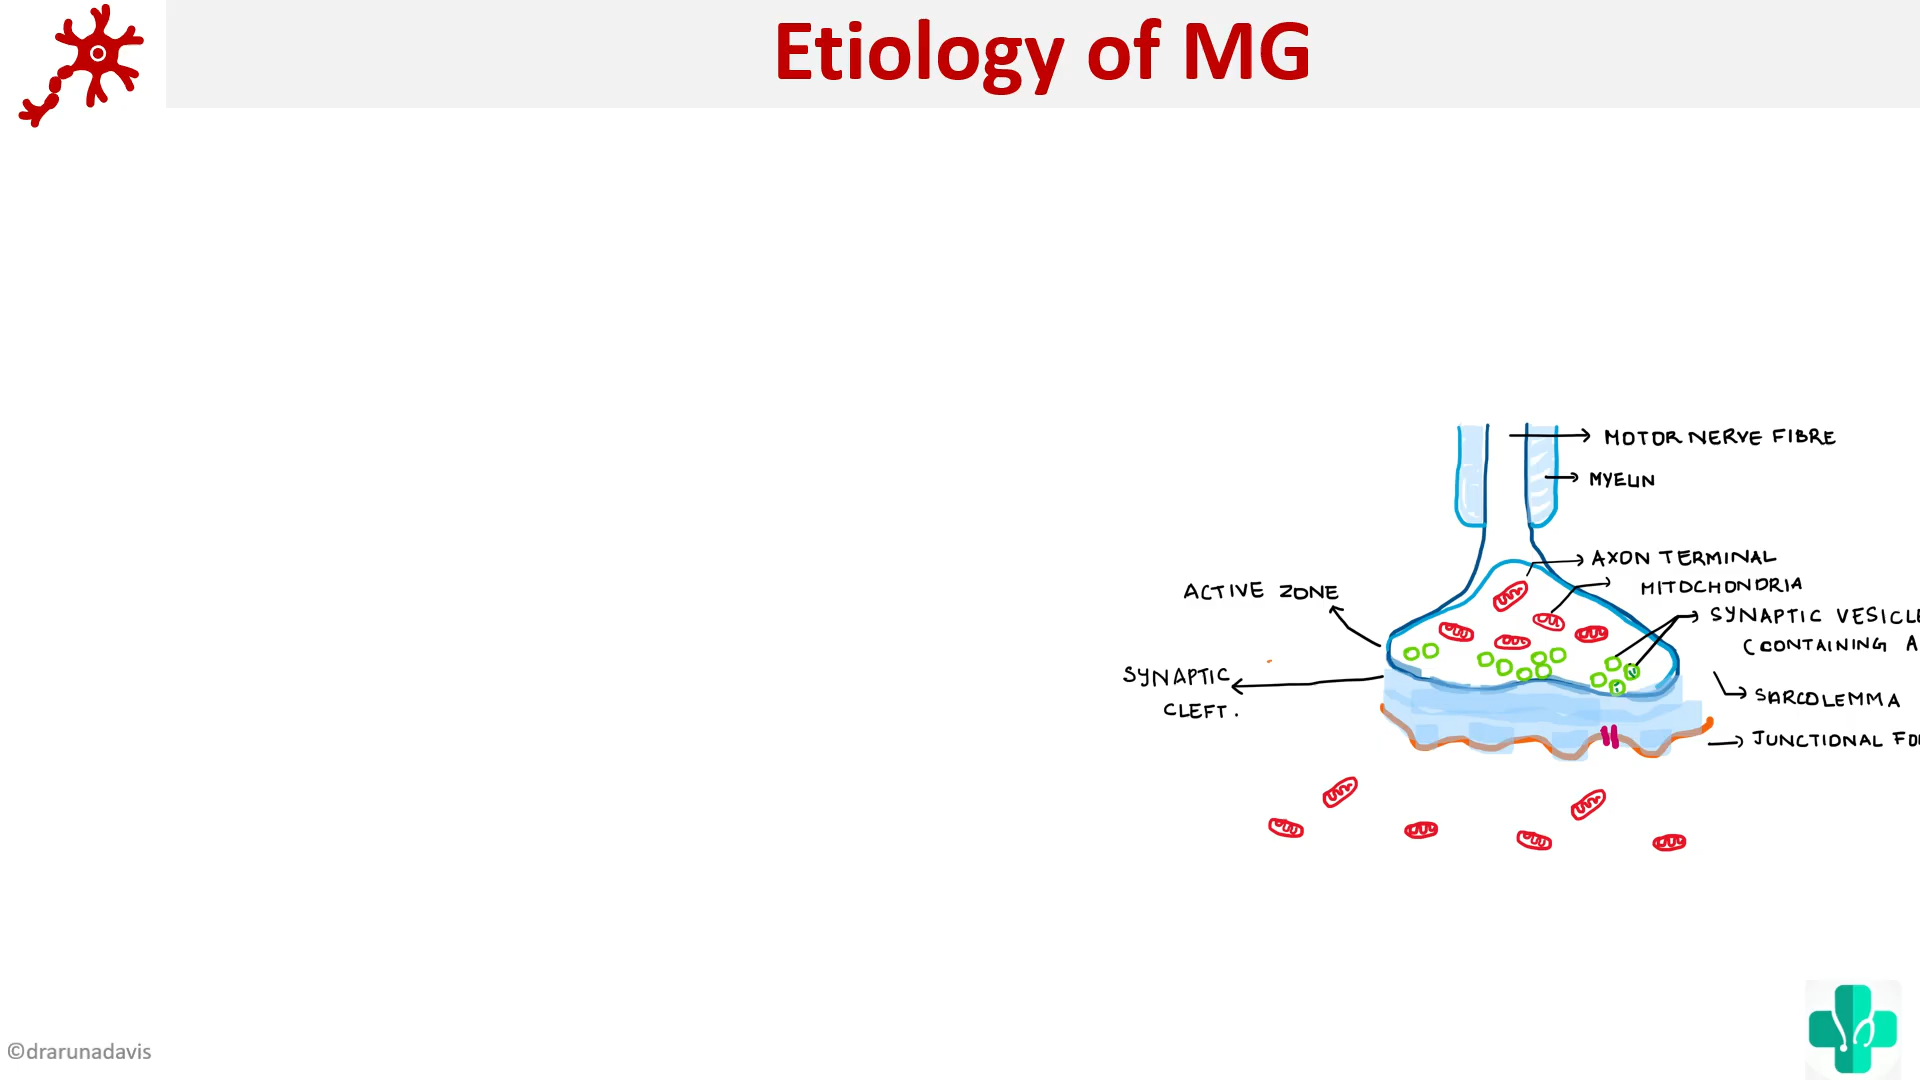 Etiology of MG
MOTOR NERVE FIBRE
MYELIN
AXON TERMINAL
ACTIVE ZONE
MITOCHONDRIA
SYNAPTIC VESICLE
(CONTAINING A
SYNAPTIC
CLEFT.
SARCOLEMMA
JUNCTIONAL FO
©drarunadavis